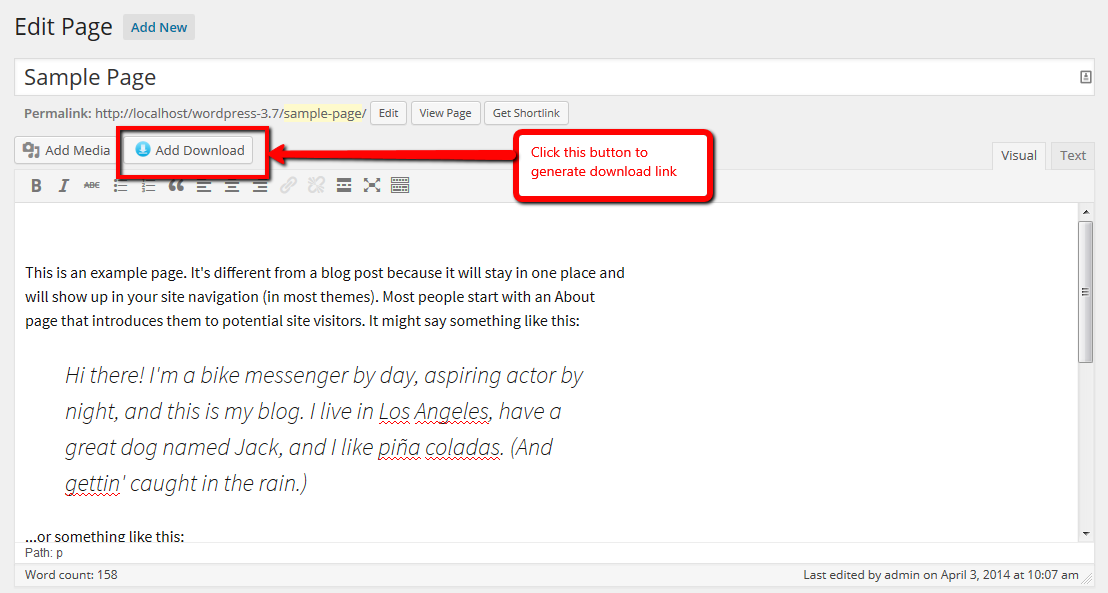 Edit Page Add New
Sample Page
Permalink: http://localhost/wordpress-3.7/sample-page/ Edit View Page Get Shortlink
Add Media Add Download
Click this button to
generate download link
Visual Text
B I ABC
This is an example page. It's different from a blog post because it will stay in one place and
will show up in your site navigation (in most themes). Most people start with an About
page that introduces them to potential site visitors. It might say something like this:
Hi there! I'm a bike messenger by day, aspiring actor by
night, and this is my blog. I live in Los Angeles, have a
great dog named Jack, and I like piña coladas. (And
gettin' caught in the rain.)
...or something like this:
Path: p
Word count: 158 Last edited by admin on April 3, 2014 at 10:07 am